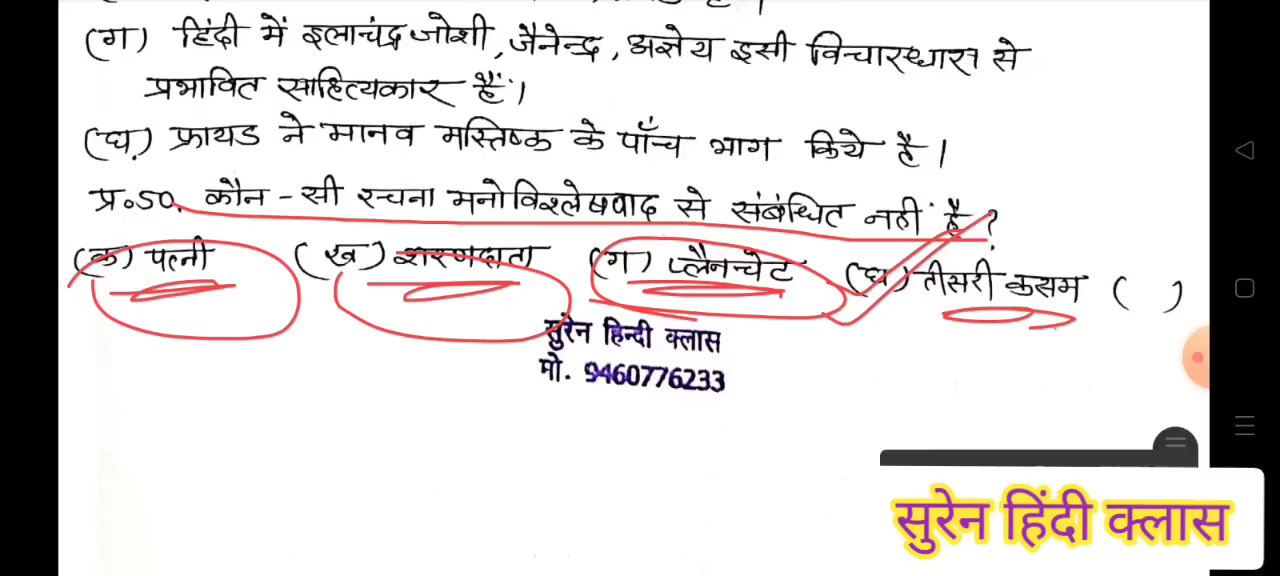 (ग) हिंदी में इलाचंद्र जोशी, जैनेन्द्र, अज्ञेय इसी विचारधारा से
प्रभावित साहित्यकार हैं।
(घ) फ्रायड ने मानव मस्तिष्क के पाँच भाग किये है।
प्र.50. कौन-सी रचना मनोविश्लेषवाद से संबंधित नहीं है?
(क) पत्नी (ख) शरणदाता (ग) प्लैनचेट (घ) तीसरी कसम ( )
सुरेन हिन्दी क्लास
मो. 9460776233
सुरेन हिंदी क्लास